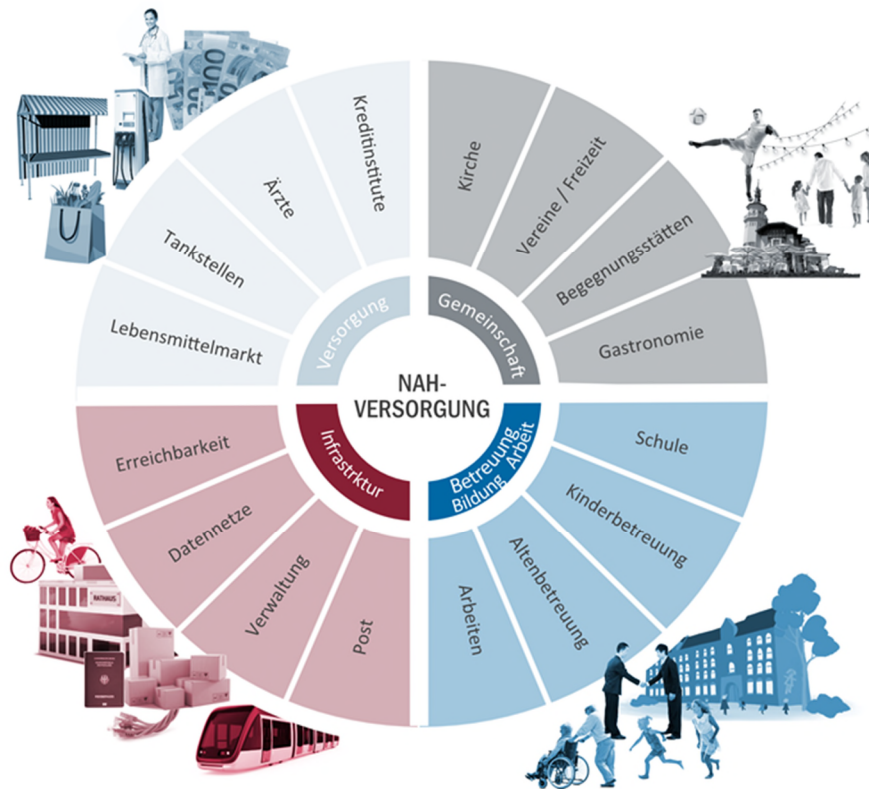 NAH-
VERSORGUNG
Versorgung
Lebensmittelmarkt
Tankstellen
Ärzte
Kreditinstitute
Gemeinschaft
Kirche
Vereine / Freizeit
Begegnungsstätten
Gastronomie
Betreuung
Bildung Arbeit
Schule
Kinderbetreuung
Altenbetreuung
Arbeiten
Infrastrktur
Post
Verwaltung
Datennetze
Erreichbarkeit
RATHAUS
100